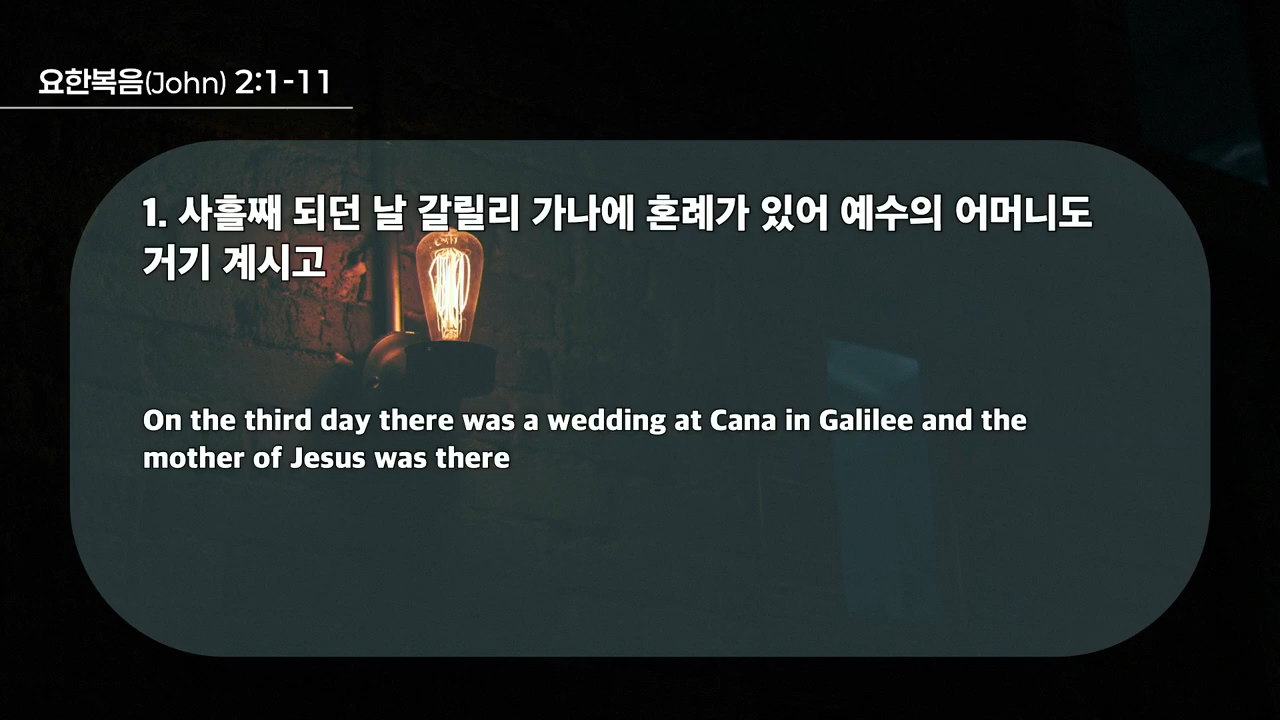 요한복음(John) 2:1-11
1. 사흘째 되던 날 갈릴리 가나에 혼례가 있어 예수의 어머니도
거기 계시고
On the third day there was a wedding at Cana in Galilee and the
mother of Jesus was there